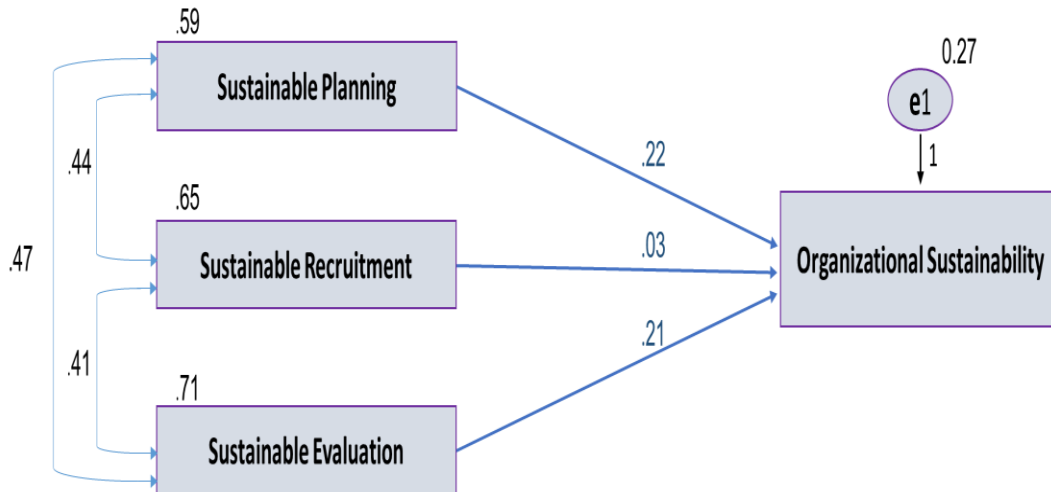 .59
0.27
Sustainable Planning
e1
.44
.22
1
.65
.47
Sustainable Recruitment
.03
Organizational Sustainability
.41
.21
.71
Sustainable Evaluation